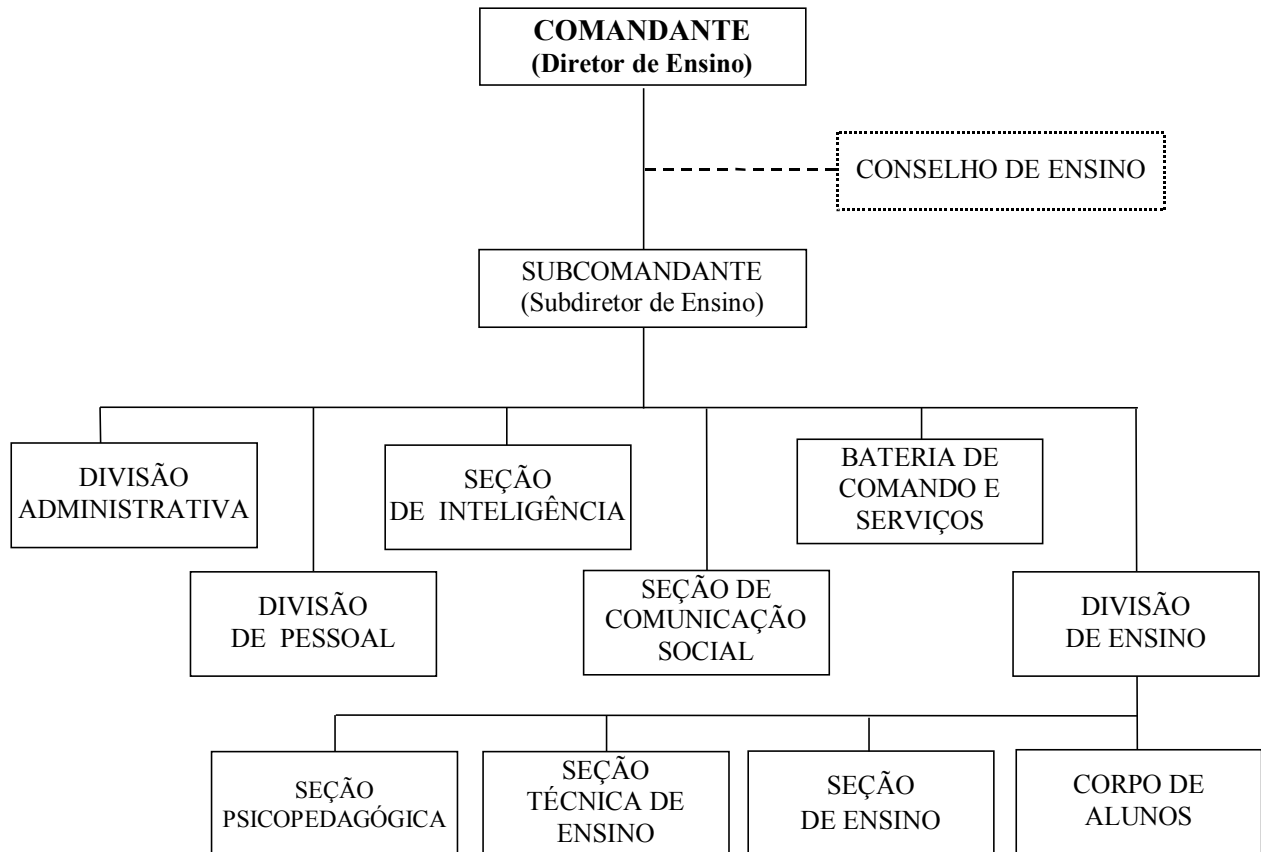 COMANDANTE
(Diretor de Ensino)
CONSELHO DE ENSINO
SUBCOMANDANTE
(Subdiretor de Ensino)
DIVISÃO
ADMINISTRATIVA
SEÇÃO
DE INTELIGÊNCIA
BATERIA DE
COMANDO E
SERVIÇOS
DIVISÃO
DE PESSOAL
SEÇÃO DE
COMUNICAÇÃO
SOCIAL
DIVISÃO
DE ENSINO
SEÇÃO
PSICOPEDAGÓGICA
SEÇÃO
TÉCNICA DE
ENSINO
SEÇÃO
DE ENSINO
CORPO DE
ALUNOS